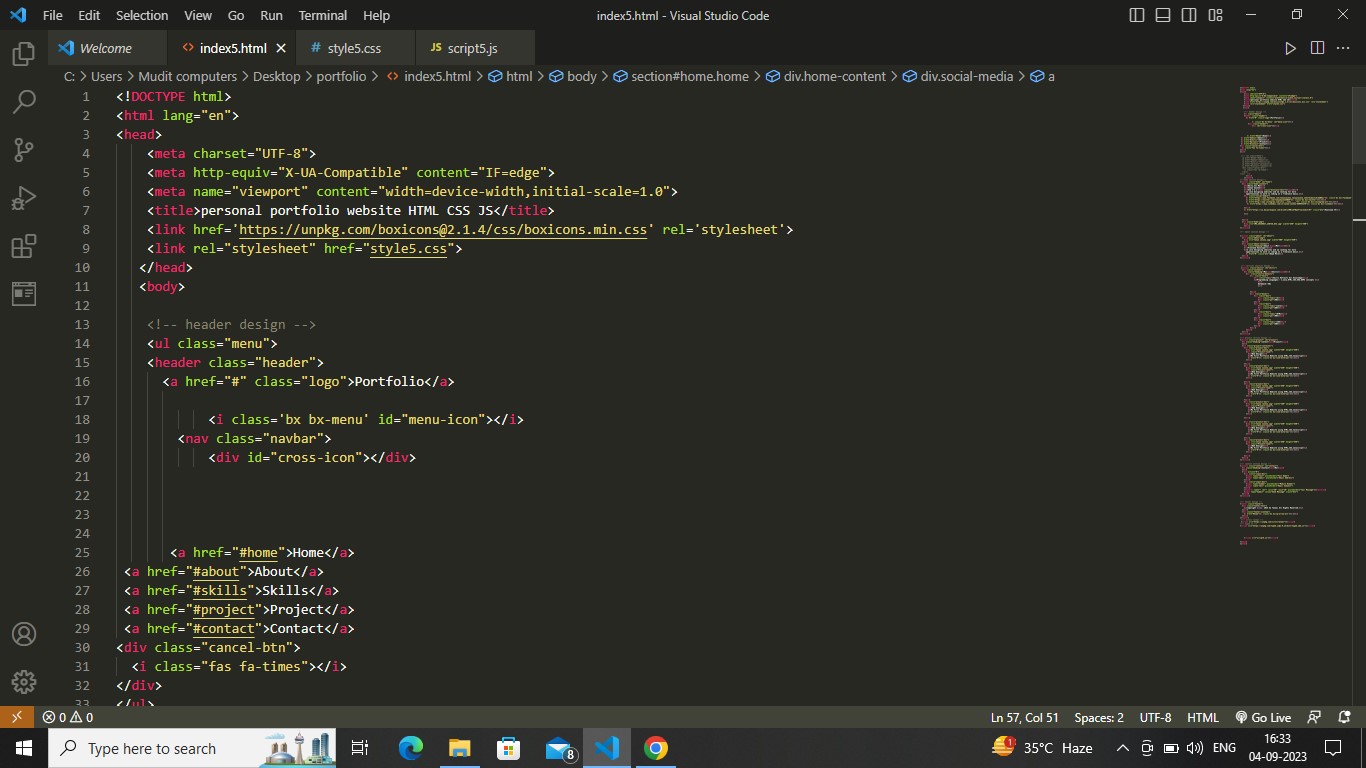 File Edit Selection View Go Run Terminal Help index5.html - Visual Studio Code
Welcome <> index5.html # style5.css JS script5.js
C: > Users > Mudit computers > Desktop > portfolio > <> index5.html > html > body > section#home.home > div.home-content > div.social-media > a
1 <!DOCTYPE html>
2 <html lang="en">
3 <head>
4 <meta charset="UTF-8">
5 <meta http-equiv="X-UA-Compatible" content="IF=edge">
6 <meta name="viewport" content="width=device-width,initial-scale=1.0">
7 <title>personal portfolio website HTML CSS JS</title>
8 <link href='https://unpkg.com/boxicons@2.1.4/css/boxicons.min.css' rel='stylesheet'>
9 <link rel="stylesheet" href="style5.css">
10 </head>
11 <body>
12
13 <!-- header design -->
14 <ul class="menu">
15 <header class="header">
16 <a href="#" class="logo">Portfolio</a>
17
18 <i class='bx bx-menu' id="menu-icon"></i>
19 <nav class="navbar">
20 <div id="cross-icon"></div>
21
22
23
24
25 <a href="#home">Home</a>
26 <a href="#about">About</a>
27 <a href="#skills">Skills</a>
28 <a href="#project">Project</a>
29 <a href="#contact">Contact</a>
30 <div class="cancel-btn">
31 <i class="fas fa-times"></i>
32 </div>
33 </ul>
0 0 Ln 57, Col 51 Spaces: 2 UTF-8 HTML Go Live
Type here to search 8 1 35°C Haze ENG 16:33
04-09-2023